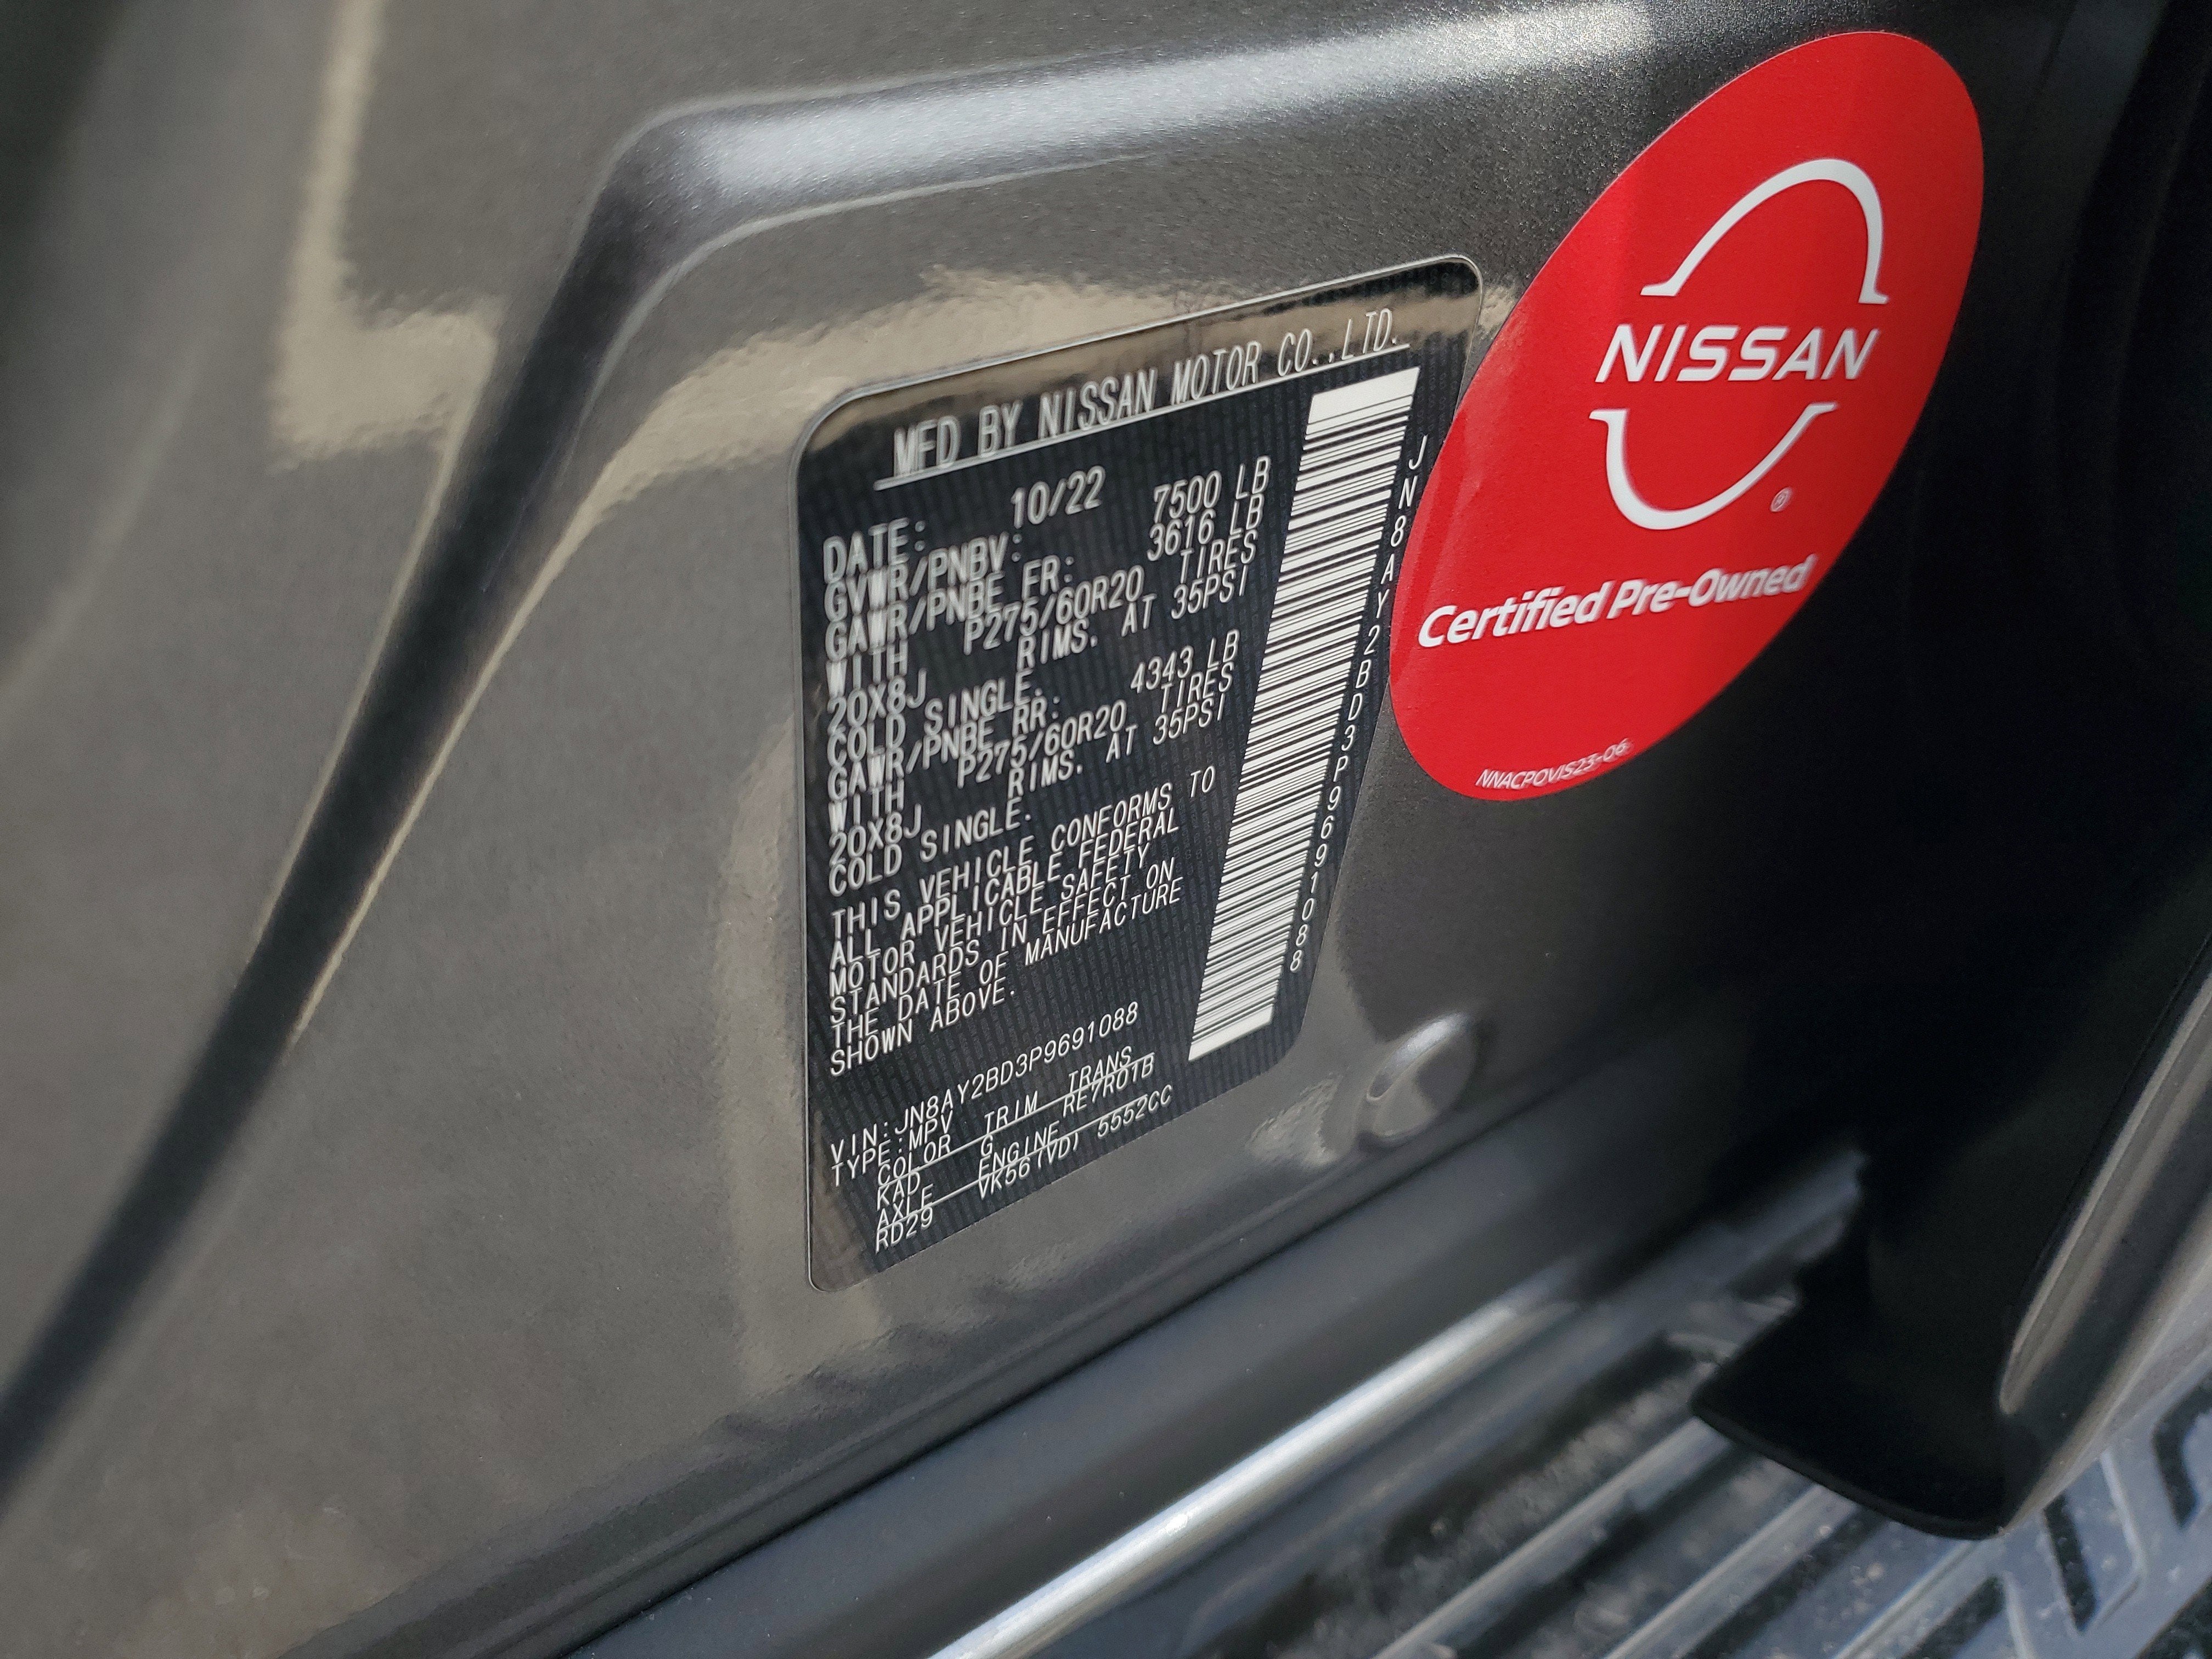 MFD BY NISSAN MOTOR CO.,LTD.
DATE: 10/22
GVWR/PNBV: 7500 LB
GAWR/PNBE FR: 3616 LB
WITH P275/60R20 TIRES
20X8J RIMS. AT 35PSI
COLD SINGLE.
GAWR/PNBE RR: 4343 LB
WITH P275/60R20 TIRES
20X8J RIMS. AT 35PSI
COLD SINGLE.
THIS VEHICLE CONFORMS TO
ALL APPLICABLE FEDERAL
MOTOR VEHICLE SAFETY
STANDARDS IN EFFECT ON
THE DATE OF MANUFACTURE
SHOWN ABOVE.
VIN:JN8AY2BD3P9691088
TYPE:MPV
COLOR TRIM TRANS
KAD G RE7R01B
AXLE ENGINE
RD29 VK56(VD) 5552CC
JN8AY2BD3P9691088
NISSAN
®
Certified Pre-Owned
NNACPOVIS23-06